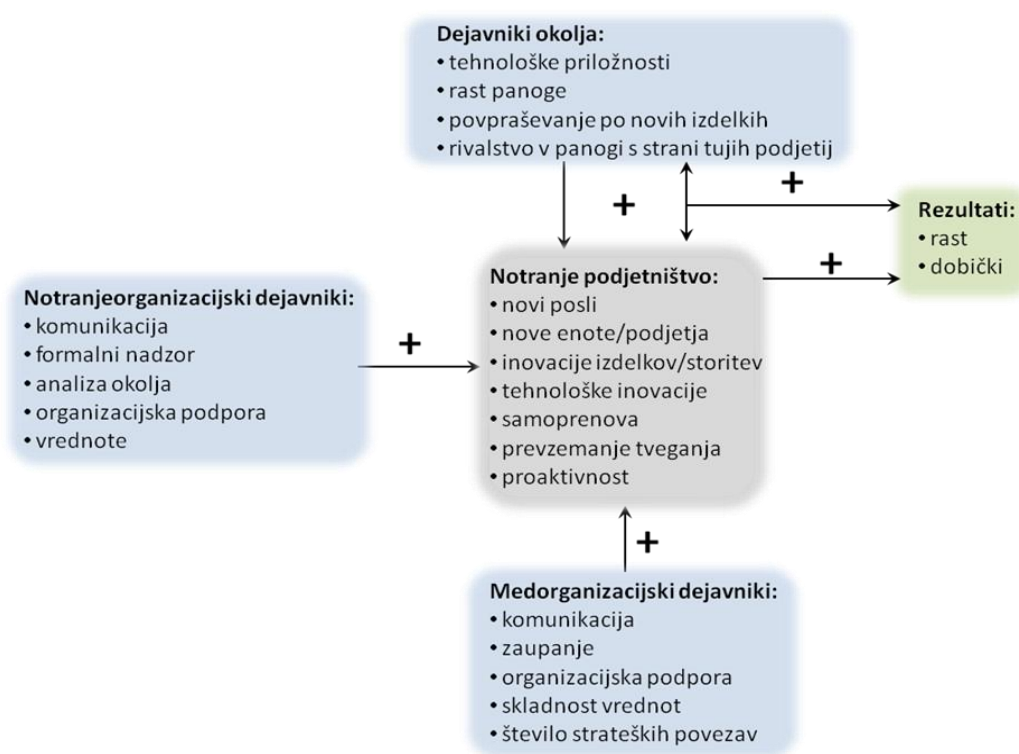 Dejavniki okolja:
• tehnološke priložnosti
• rast panoge
• povpraševanje po novih izdelkih
• rivalstvo v panogi s strani tujih podjetij
+
+
Rezultati:
• rast
• dobički
+
Notranjeorganizacijski dejavniki:
• komunikacija
• formalni nadzor
• analiza okolja
• organizacijska podpora
• vrednote
+
Notranje podjetništvo:
• novi posli
• nove enote/podjetja
• inovacije izdelkov/storitev
• tehnološke inovacije
• samoprenova
• prevzemanje tveganja
• proaktivnost
+
Medorganizacijski dejavniki:
• komunikacija
• zaupanje
• organizacijska podpora
• skladnost vrednot
• število strateških povezav